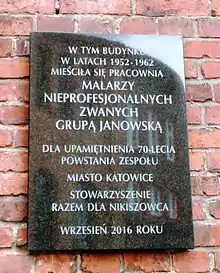 W TYM BUDYNKU
W LATACH 1952-1962
MIEŚCIŁA SIĘ PRACOWNIA
MALARZY
NIEPROFESJONALNYCH
ZWANYCH
GRUPĄ JANOWSKĄ
DLA UPAMIĘTNIENIA 70-LECIA
POWSTANIA ZESPOŁU
MIASTO KATOWICE
STOWARZYSZENIE
RAZEM DLA NIKISZOWCA
WRZESIEŃ 2016 ROKU